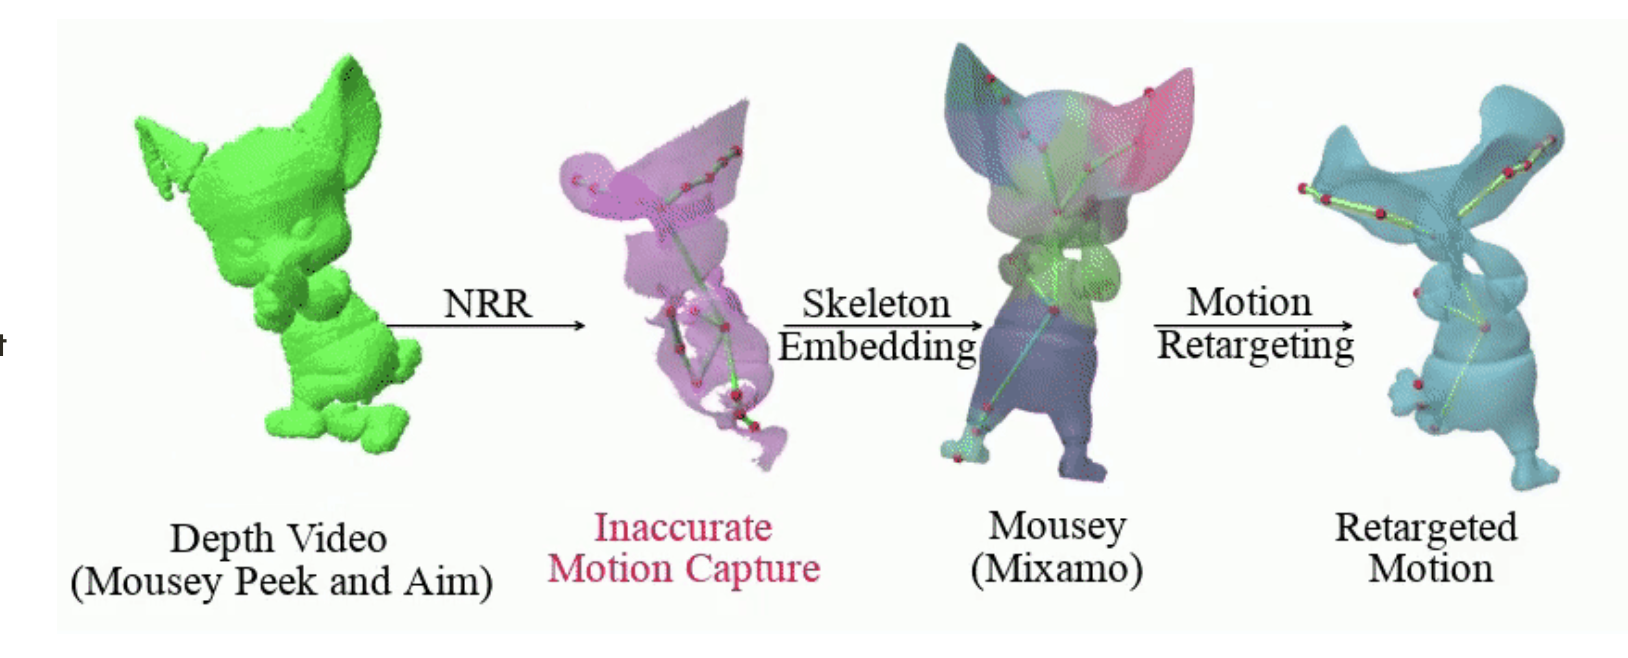 NRR
Skeleton
Embedding
Motion
Retargeting
Depth Video
(Mousey Peek and Aim)
Inaccurate
Motion Capture
Mousey
(Mixamo)
Retargeted
Motion
t